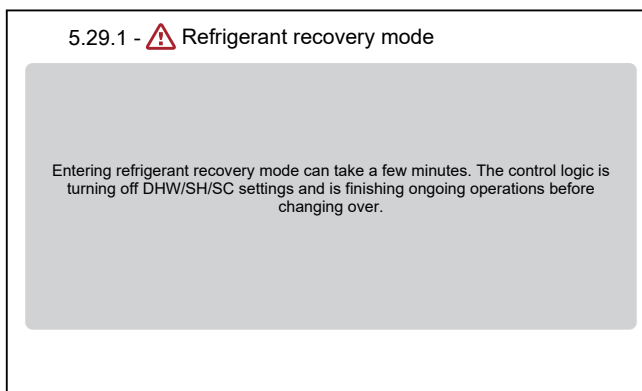 5.29.1 - Refrigerant recovery mode
Entering refrigerant recovery mode can take a few minutes. The control logic is
turning off DHW/SH/SC settings and is finishing ongoing operations before
changing over.